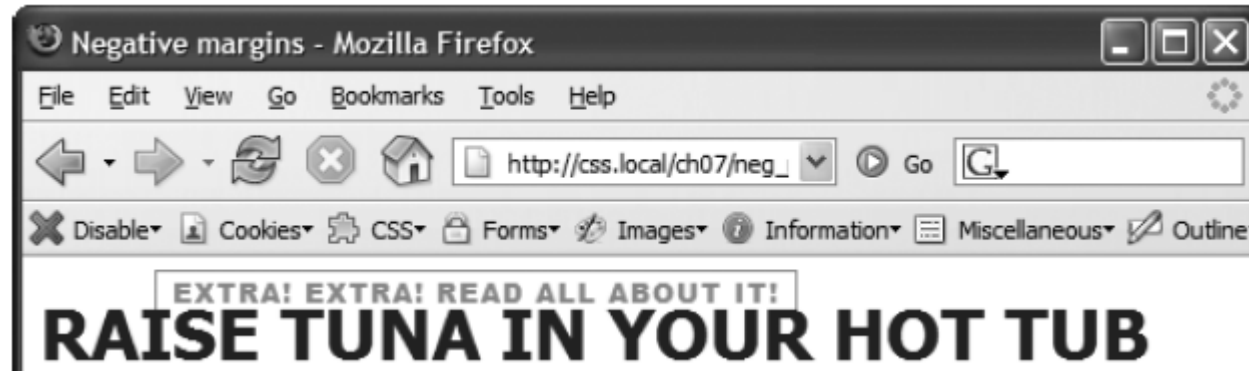 Negative margins - Mozilla Firefox
File Edit View Go Bookmarks Tools Help
http://css.local/ch07/neg_ Go G
Disable Cookies CSS Forms Images Information Miscellaneous Outline
EXTRA! EXTRA! READ ALL ABOUT IT!
RAISE TUNA IN YOUR HOT TUB